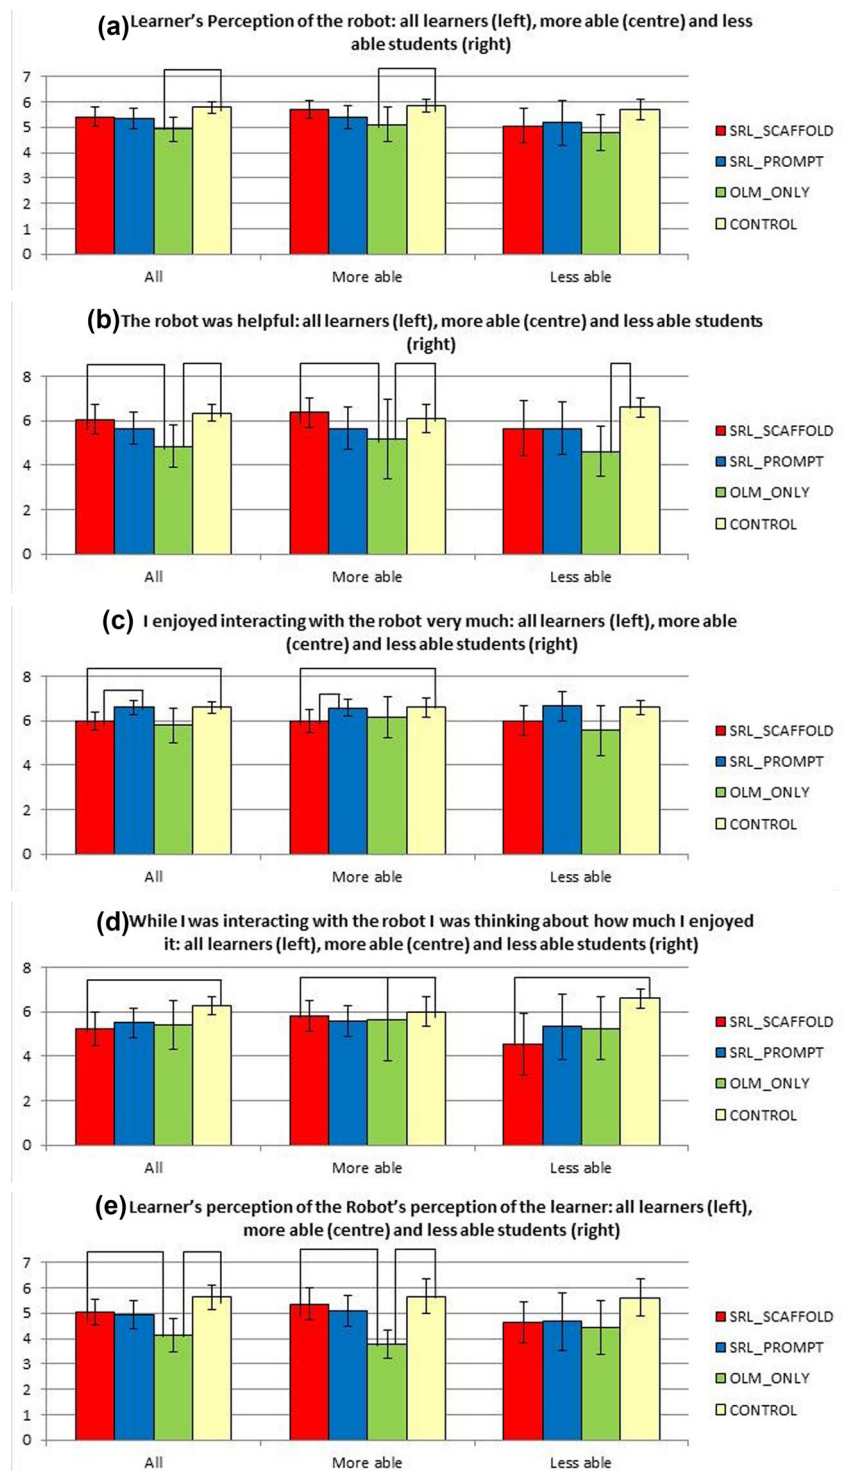 (a) Learner's Perception of the robot: all learners (left), more able (centre) and less
able students (right)
7
6
5
4
3
2
1
0
All
More able
Less able
SRL_SCAFFOLD
SRL_PROMPT
OLM_ONLY
CONTROL
(b) The robot was helpful: all learners (left), more able (centre) and less able students
(right)
8
6
4
2
0
All
More able
Less able
SRL_SCAFFOLD
SRL_PROMPT
OLM_ONLY
CONTROL
(c) I enjoyed interacting with the robot very much: all learners (left), more able
(centre) and less able students (right)
8
6
4
2
0
All
More able
Less able
SRL_SCAFFOLD
SRL_PROMPT
OLM_ONLY
CONTROL
(d) While I was interacting with the robot I was thinking about how much I enjoyed
it: all learners (left), more able (centre) and less able students (right)
8
6
4
2
0
All
More able
Less able
SRL_SCAFFOLD
SRL_PROMPT
OLM_ONLY
CONTROL
(e) Learner's perception of the Robot's perception of the learner: all learners (left),
more able (centre) and less able students (right)
7
6
5
4
3
2
1
0
All
More able
Less able
SRL_SCAFFOLD
SRL_PROMPT
OLM_ONLY
CONTROL